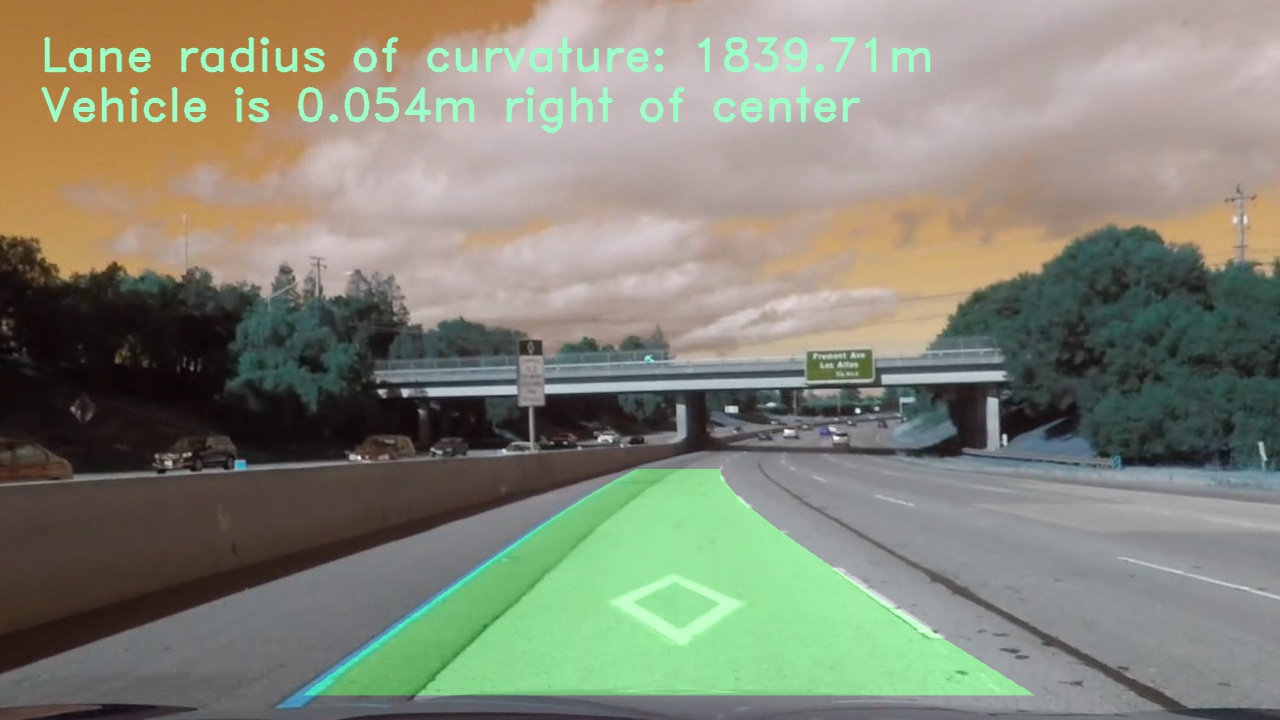 Lane radius of curvature: 1839.71m
Vehicle is 0.054m right of center
Fremont Ave
Los Altos